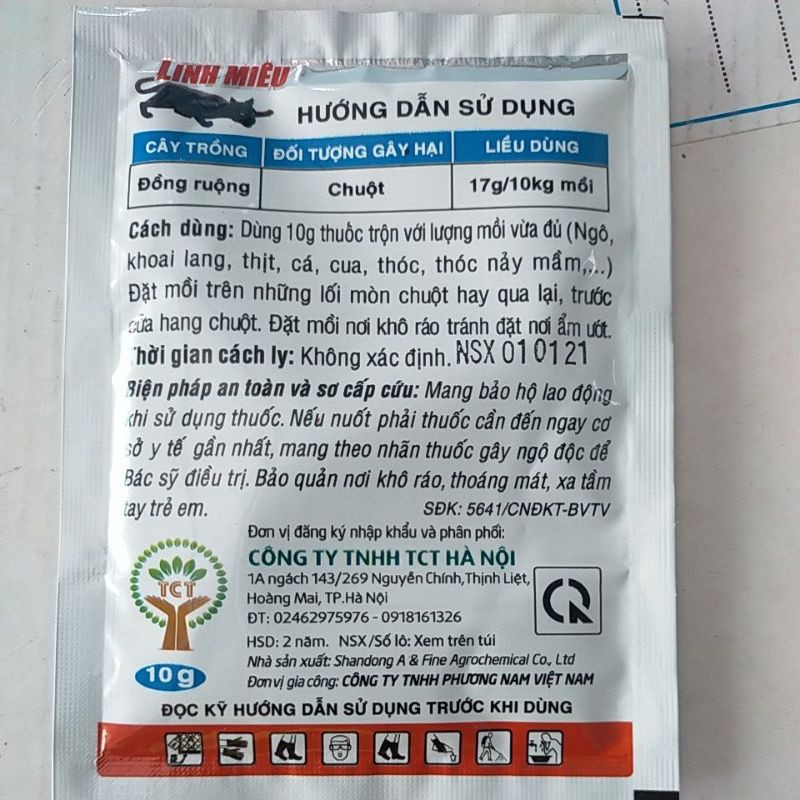 LINH MIÊU
HƯỚNG DẪN SỬ DỤNG
CÂY TRỒNG ĐỐI TƯỢNG GÂY HẠI LIỀU DÙNG
Đồng ruộng Chuột 17g/10kg mồi
Cách dùng: Dùng 10g thuốc trộn với lượng mồi vừa đủ (Ngô,
khoai lang, thịt, cá, cua, thóc, thóc nảy mầm,...)
Đặt mồi trên những lối mòn chuột hay qua lại, trước
cửa hang chuột. Đặt mồi nơi khô ráo tránh đặt nơi ẩm ướt.
Thời gian cách ly: Không xác định. NSX 010121
Biện pháp an toàn và sơ cấp cứu: Mang bảo hộ lao động
khi sử dụng thuốc. Nếu nuốt phải thuốc cần đến ngay cơ
sở y tế gần nhất, mang theo nhãn thuốc gây ngộ độc để
Bác sỹ điều trị. Bảo quản nơi khô ráo, thoáng mát, xa tầm
tay trẻ em. SĐK: 5641/CNĐKT-BVTV
Đơn vị đăng ký nhập khẩu và phân phối:
CÔNG TY TNHH TCT HÀ NỘI
1A ngách 143/269 Nguyễn Chính,Thịnh Liệt,
Hoàng Mai, TP.Hà Nội
ĐT: 02462975976 - 0918161326
TCT
HSD: 2 năm. NSX/Số lô: Xem trên túi
Nhà sản xuất: Shandong A & Fine Agrochemical Co., Ltd
Đơn vị gia công: CÔNG TY TNHH PHƯƠNG NAM VIỆT NAM
10g
ĐỌC KỸ HƯỚNG DẪN SỬ DỤNG TRƯỚC KHI DÙNG